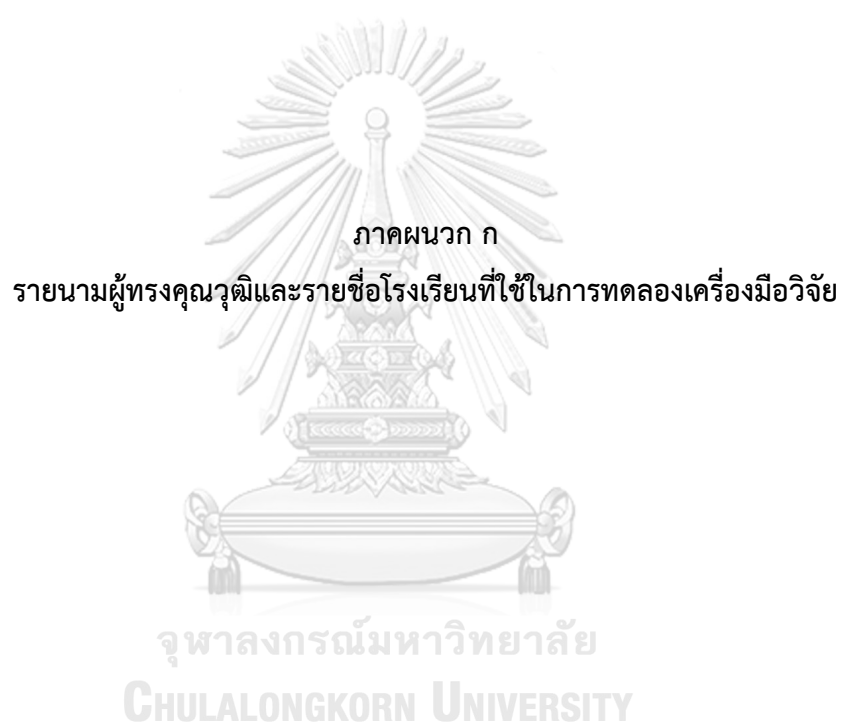 ภาคผนวก ก
รายนามผู้ทรงคุณวุฒิและรายชื่อโรงเรียนที่ใช้ในการทดลองเครื่องมือวิจัย
จุฬาลงกรณ์มหาวิทยาลัย
CHULALONGKORN UNIVERSITY